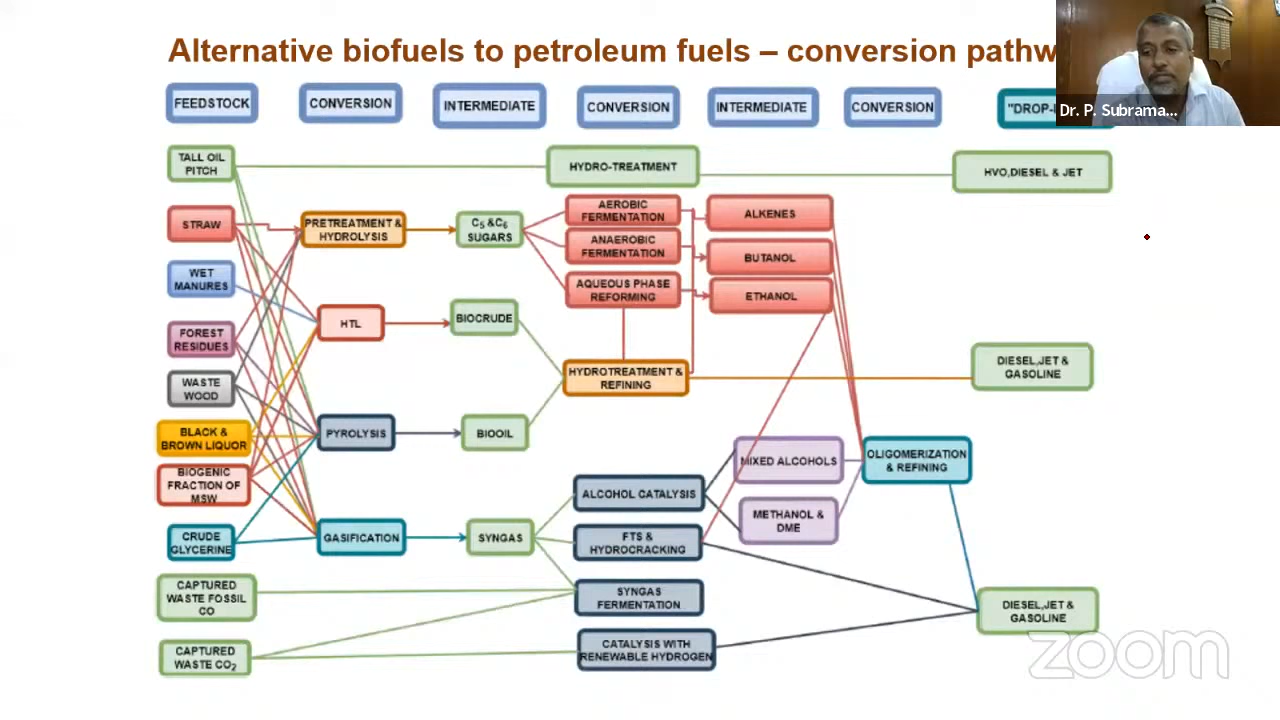 Alternative biofuels to petroleum fuels – conversion pathw
Dr. P. Subrama...
FEEDSTOCK
CONVERSION
INTERMEDIATE
CONVERSION
INTERMEDIATE
CONVERSION
"DROP-
TALL OIL
PITCH
HYDRO-TREATMENT
HVO,DIESEL & JET
STRAW
PRETREATMENT &
HYDROLYSIS
C5 &C6
SUGARS
AEROBIC
FERMENTATION
ALKENES
ANAEROBIC
FERMENTATION
BUTANOL
WET
MANURES
AQUEOUS PHASE
REFORMING
ETHANOL
HTL
BIOCRUDE
FOREST
RESIDUES
WASTE
WOOD
HYDROTREATMENT &
REFINING
DIESEL,JET &
GASOLINE
BLACK &
BROWN LIQUOR
PYROLYSIS
BIOOIL
BIOGENIC
FRACTION OF
MSW
MIXED ALCOHOLS
OLIGOMERIZATION
& REFINING
ALCOHOL CATALYSIS
METHANOL &
DME
CRUDE
GLYCERINE
GASIFICATION
SYNGAS
FTS &
HYDROCRACKING
CAPTURED
WASTE FOSSIL
CO
SYNGAS
FERMENTATION
DIESEL,JET &
GASOLINE
CAPTURED
WASTE CO2
CATALYSIS WITH
RENEWABLE HYDROGEN
zoom